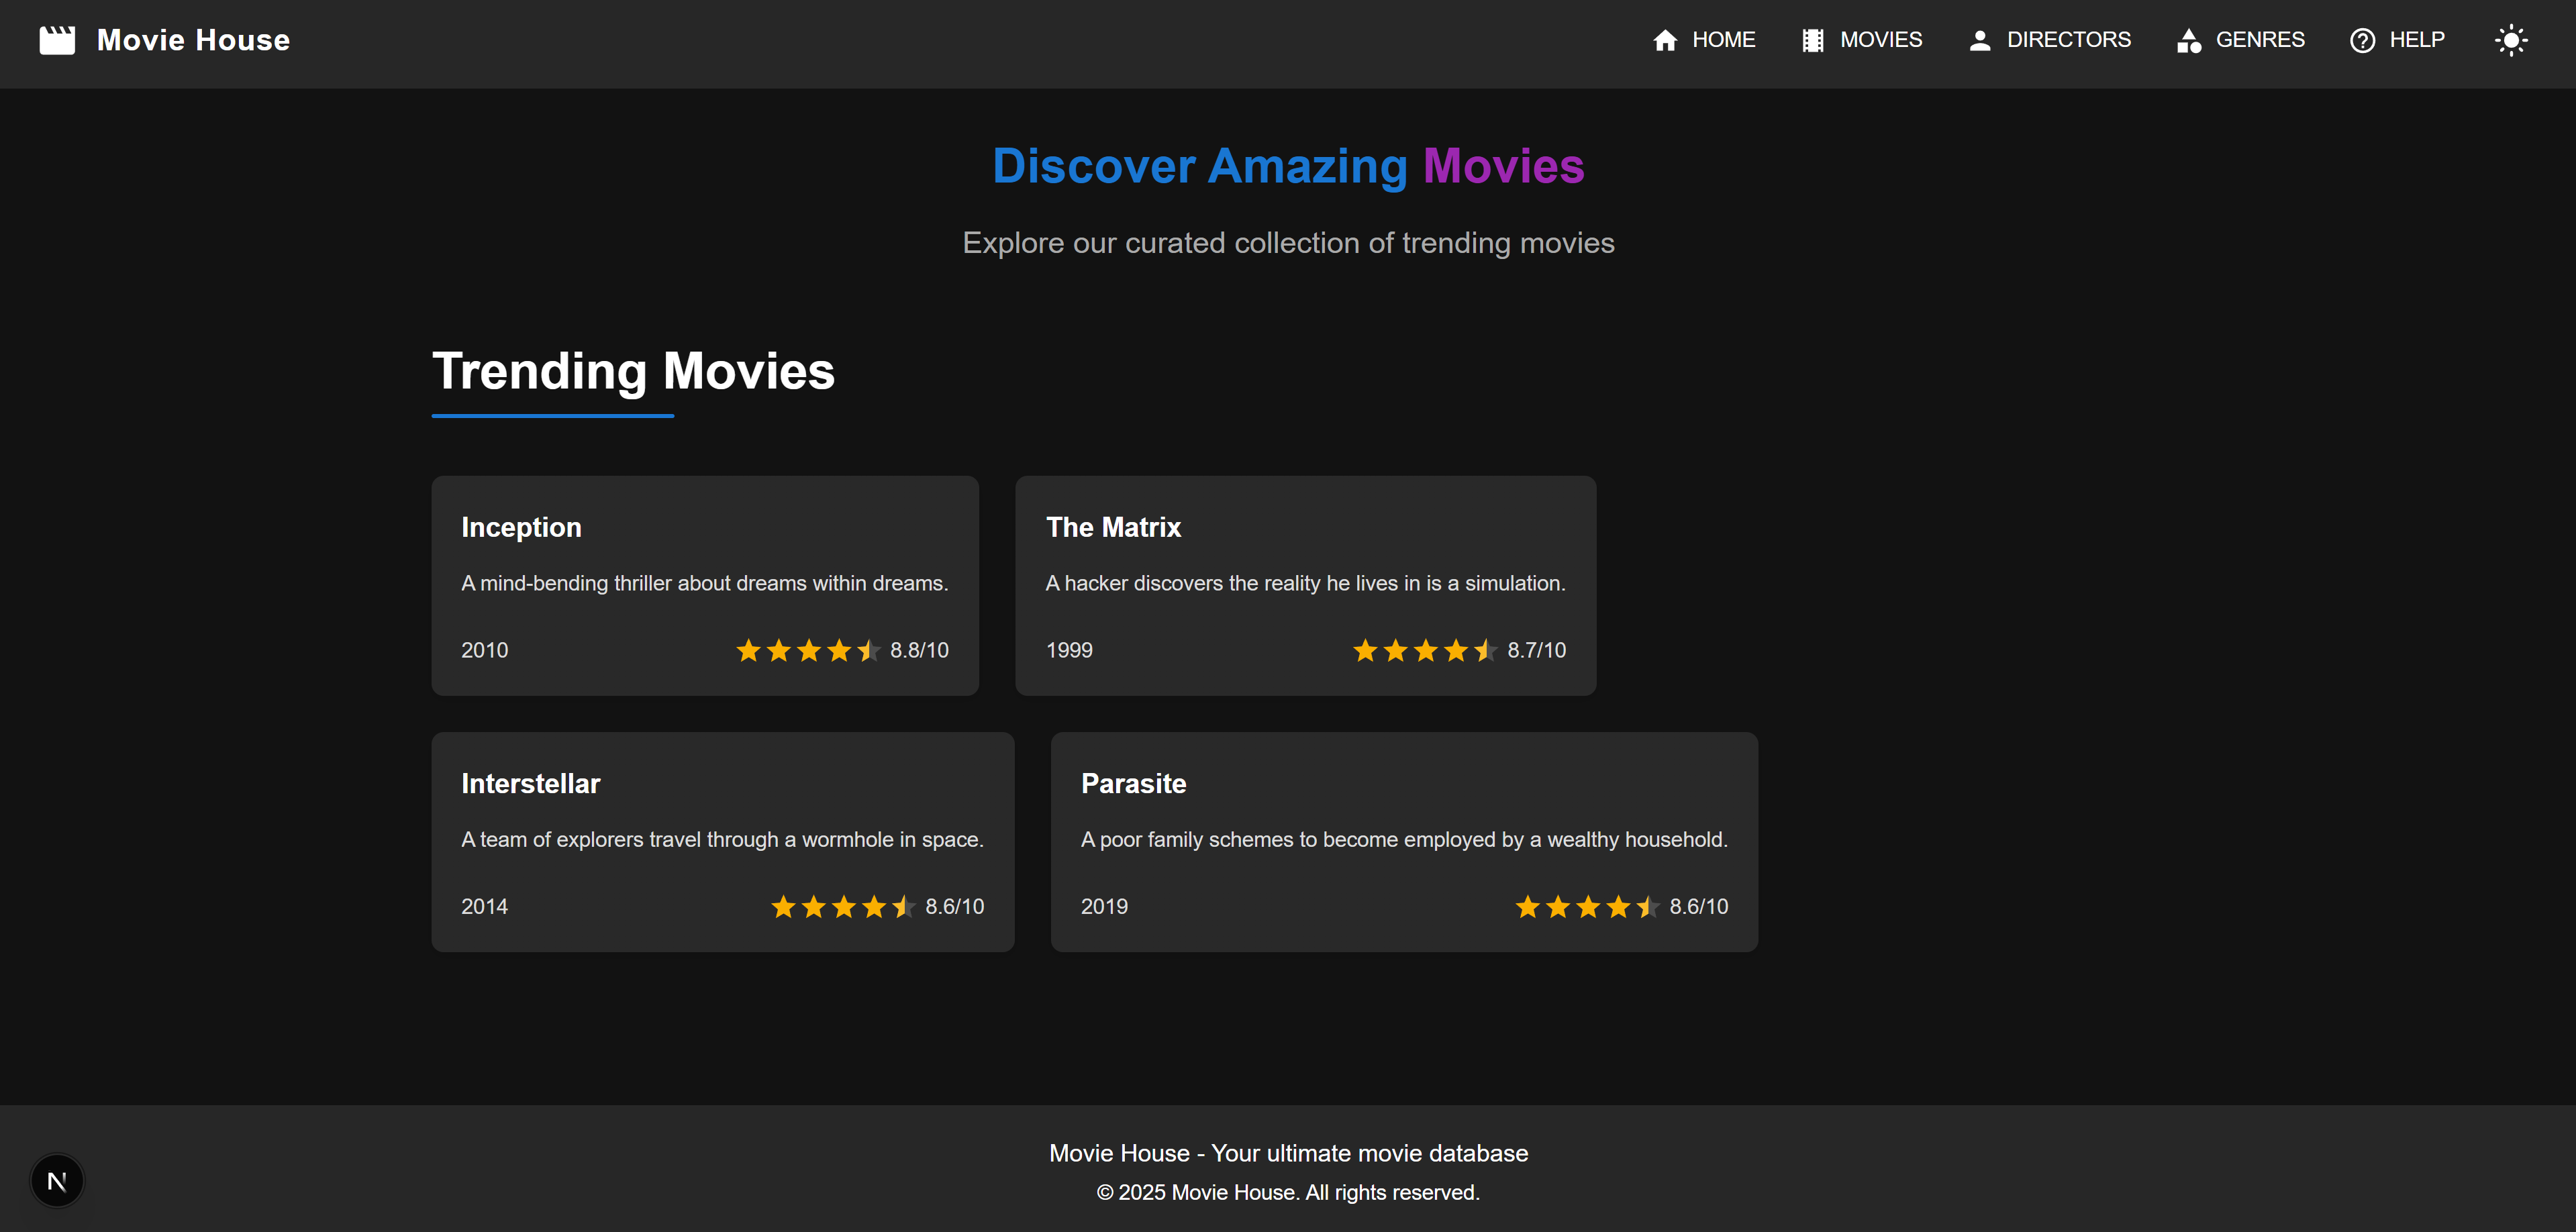 Movie House
HOME
MOVIES
DIRECTORS
GENRES
HELP
Discover Amazing Movies
Explore our curated collection of trending movies
Trending Movies
Inception
A mind-bending thriller about dreams within dreams.
2010
8.8/10
The Matrix
A hacker discovers the reality he lives in is a simulation.
1999
8.7/10
Interstellar
A team of explorers travel through a wormhole in space.
2014
8.6/10
Parasite
A poor family schemes to become employed by a wealthy household.
2019
8.6/10
Movie House - Your ultimate movie database
© 2025 Movie House. All rights reserved.
N